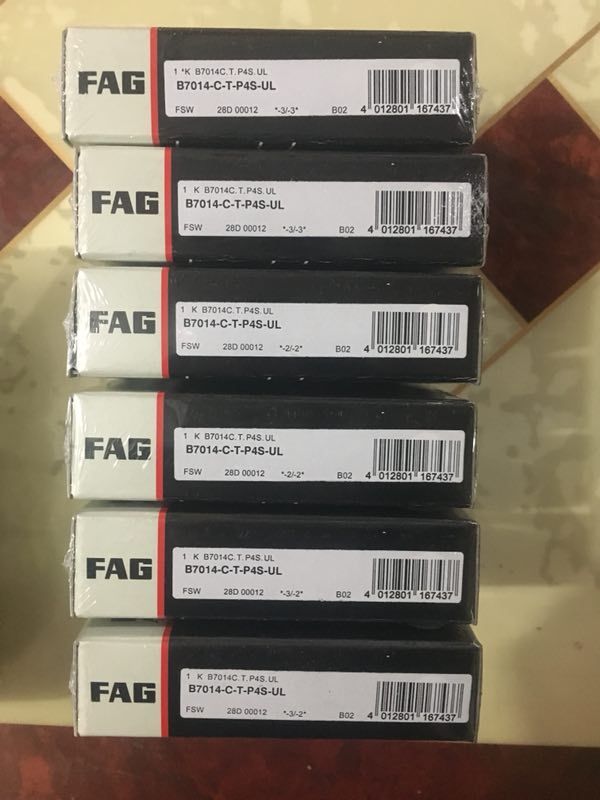 FAG
1 *K B7014C.T.P4S.UL
B7014-C-T-P4S-UL
FSW 28D 00012 *-3/-3* B02 4 012801 167437
FAG
1 K B7014C.T.P4S.UL
B7014-C-T-P4S-UL
FSW 28D 00012 *-3/-3* B02 4 012801 167437
FAG
1 K B7014C.T.P4S.UL
B7014-C-T-P4S-UL
FSW 28D 00012 *-2/-2* B02 4 012801 167437
FAG
1 K B7014C.T.P4S.UL
B7014-C-T-P4S-UL
FSW 28D 00012 *-2/-2* B02 4 012801 167437
FAG
1 K B7014C.T.P4S.UL
B7014-C-T-P4S-UL
FSW 28D 00012 *-3/-2* B02 4 012801 167437
FAG
1 K B7014C.T.P4S.UL
B7014-C-T-P4S-UL
FSW 28D 00012 *-3/-2* B02 4 012801 167437